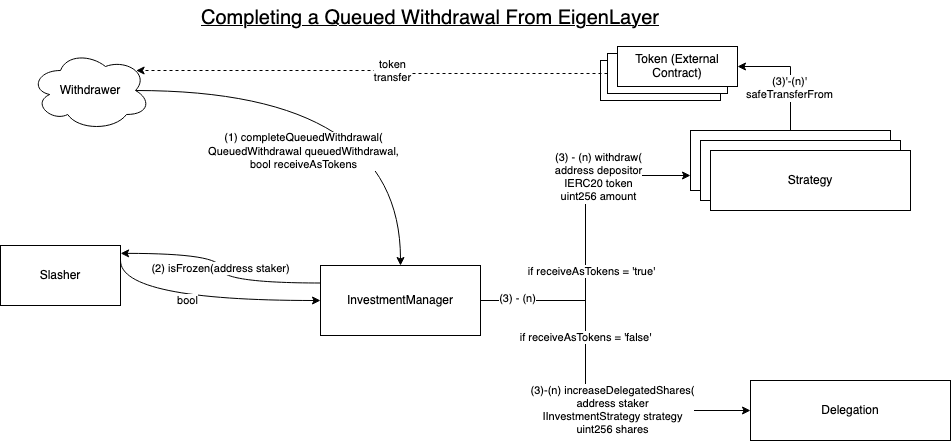 Completing a Queued Withdrawal From EigenLayer
Withdrawer
token
transfer
Token (External
Contract)
(3)'-(n)'
safeTransferFrom
(1) completeQueuedWithdrawal(
QueuedWithdrawal queuedWithdrawal,
bool receiveAsTokens
(3) - (n) withdraw(
address depositor
IERC20 token
uint256 amount
Strategy
Slasher
(2) isFrozen(address staker)
bool
InvestmentManager
(3) - (n)
if receiveAsTokens = 'true'
if receiveAsTokens = 'false'
(3)-(n) increaseDelegatedShares(
address staker
IInvestmentStrategy strategy
uint256 shares
Delegation